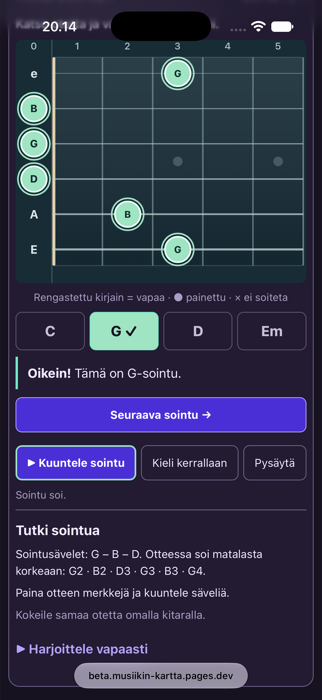 20.14
0 1 2 3 4 5
e G
B
G
D
A B
E G
Rengastettu kirjain = vapaa · ● painettu · × ei soiteta
C G ✓ D Em
Oikein! Tämä on G-sointu.
Seuraava sointu →
▶ Kuuntele sointu Kieli kerrallaan Pysäytä
Sointu soi.
Tutki sointua
Sointusävelet: G – B – D. Otteessa soi matalasta
korkeaan: G2 · B2 · D3 · G3 · B3 · G4.
Paina otteen merkkejä ja kuuntele säveliä.
Kokeile samaa otetta omalla kitaralla.
▶ Harjoittele vapaasti
beta.musiikin-kartta.pages.dev